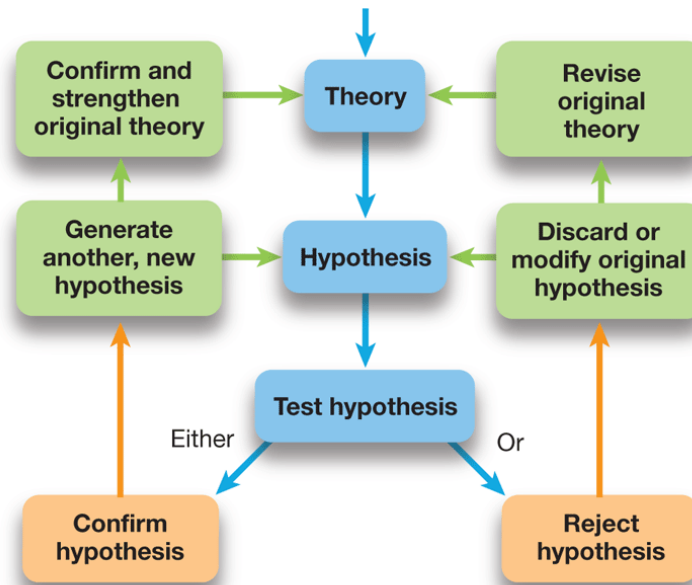 Confirm and
strengthen
original theory
Theory
Revise
original
theory
Generate
another, new
hypothesis
Hypothesis
Discard or
modify original
hypothesis
Test hypothesis
Either
Or
Confirm
hypothesis
Reject
hypothesis